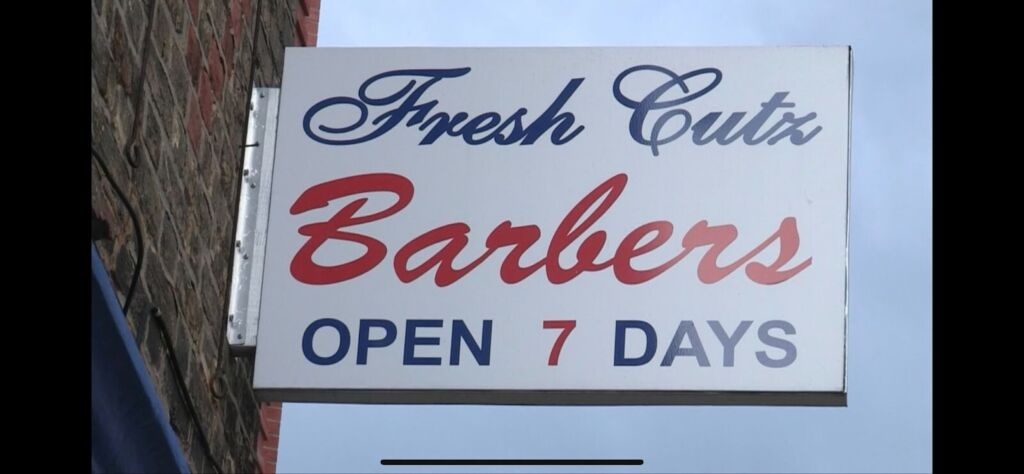 Fresh Cutz
Barbers
OPEN 7 DAYS